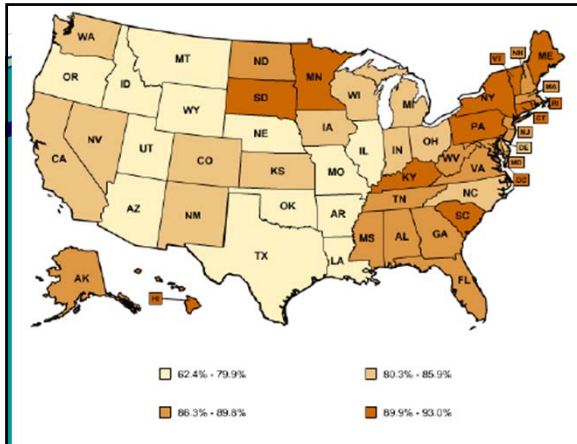 WA
MT
ND
MN
OR
ID
WY
SD
WI
MI
NY
VT
NH
ME
MA
RI
CT
NJ
DE
MD
DC
PA
NE
IA
NV
UT
CO
KS
IL
IN
OH
WV
VA
CA
MO
KY
TN
NC
AZ
NM
OK
AR
SC
TX
LA
MS
AL
GA
FL
AK
HI
62.4% - 79.9%
80.3% - 85.9%
86.3% - 89.8%
89.9% - 93.0%